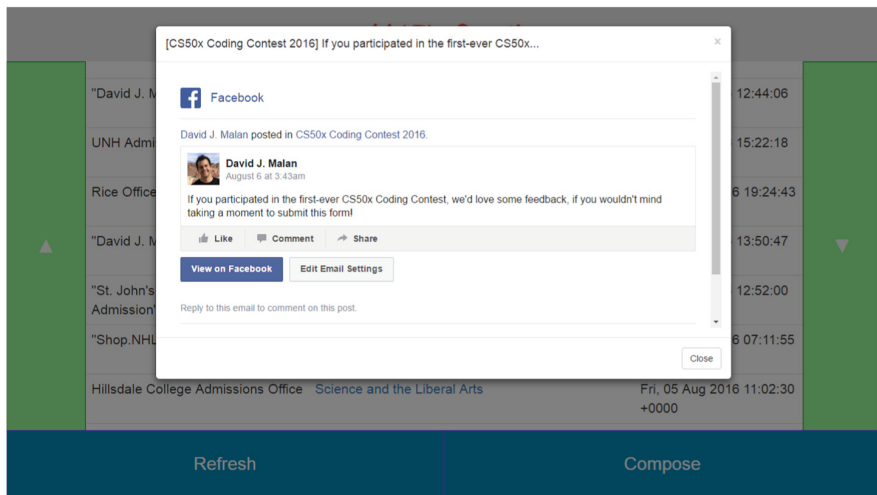 [CS50x Coding Contest 2016] If you participated in the first-ever CS50x...
×
Facebook
David J. Malan posted in CS50x Coding Contest 2016.
David J. Malan
August 6 at 3:43am
If you participated in the first-ever CS50x Coding Contest, we'd love some feedback, if you wouldn't mind
taking a moment to submit this form!
Like Comment Share
View on Facebook Edit Email Settings
Reply to this email to comment on this post.
Close
"David J. M 12:44:06
UNH Admi 15:22:18
Rice Office 6 19:24:43
"David J. M 13:50:47
"St. John's 12:52:00
Admission"
"Shop.NHL 6 07:11:55
Hillsdale College Admissions Office Science and the Liberal Arts Fri, 05 Aug 2016 11:02:30
+0000
Refresh Compose